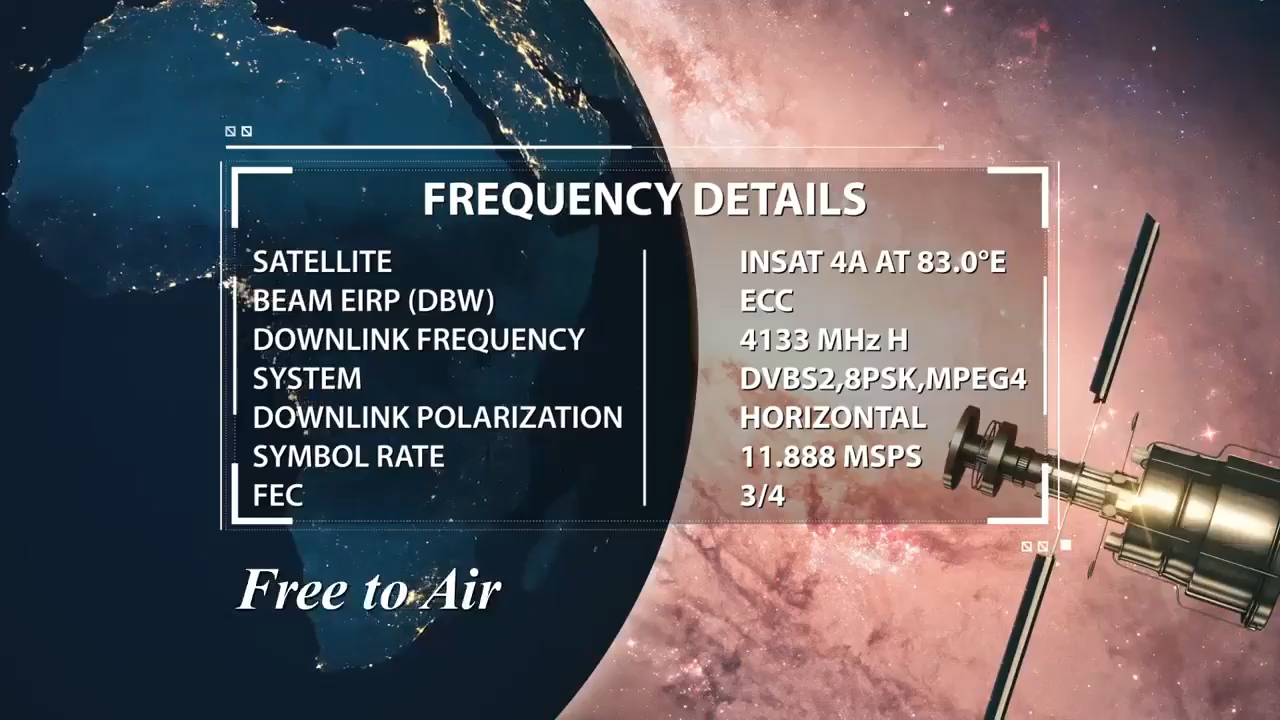 FREQUENCY DETAILS
SATELLITE INSAT 4A AT 83.0°E
BEAM EIRP (DBW) ECC
DOWNLINK FREQUENCY 4133 MHz H
SYSTEM DVBS2,8PSK,MPEG4
DOWNLINK POLARIZATION HORIZONTAL
SYMBOL RATE 11.888 MSPS
FEC 3/4
Free to Air